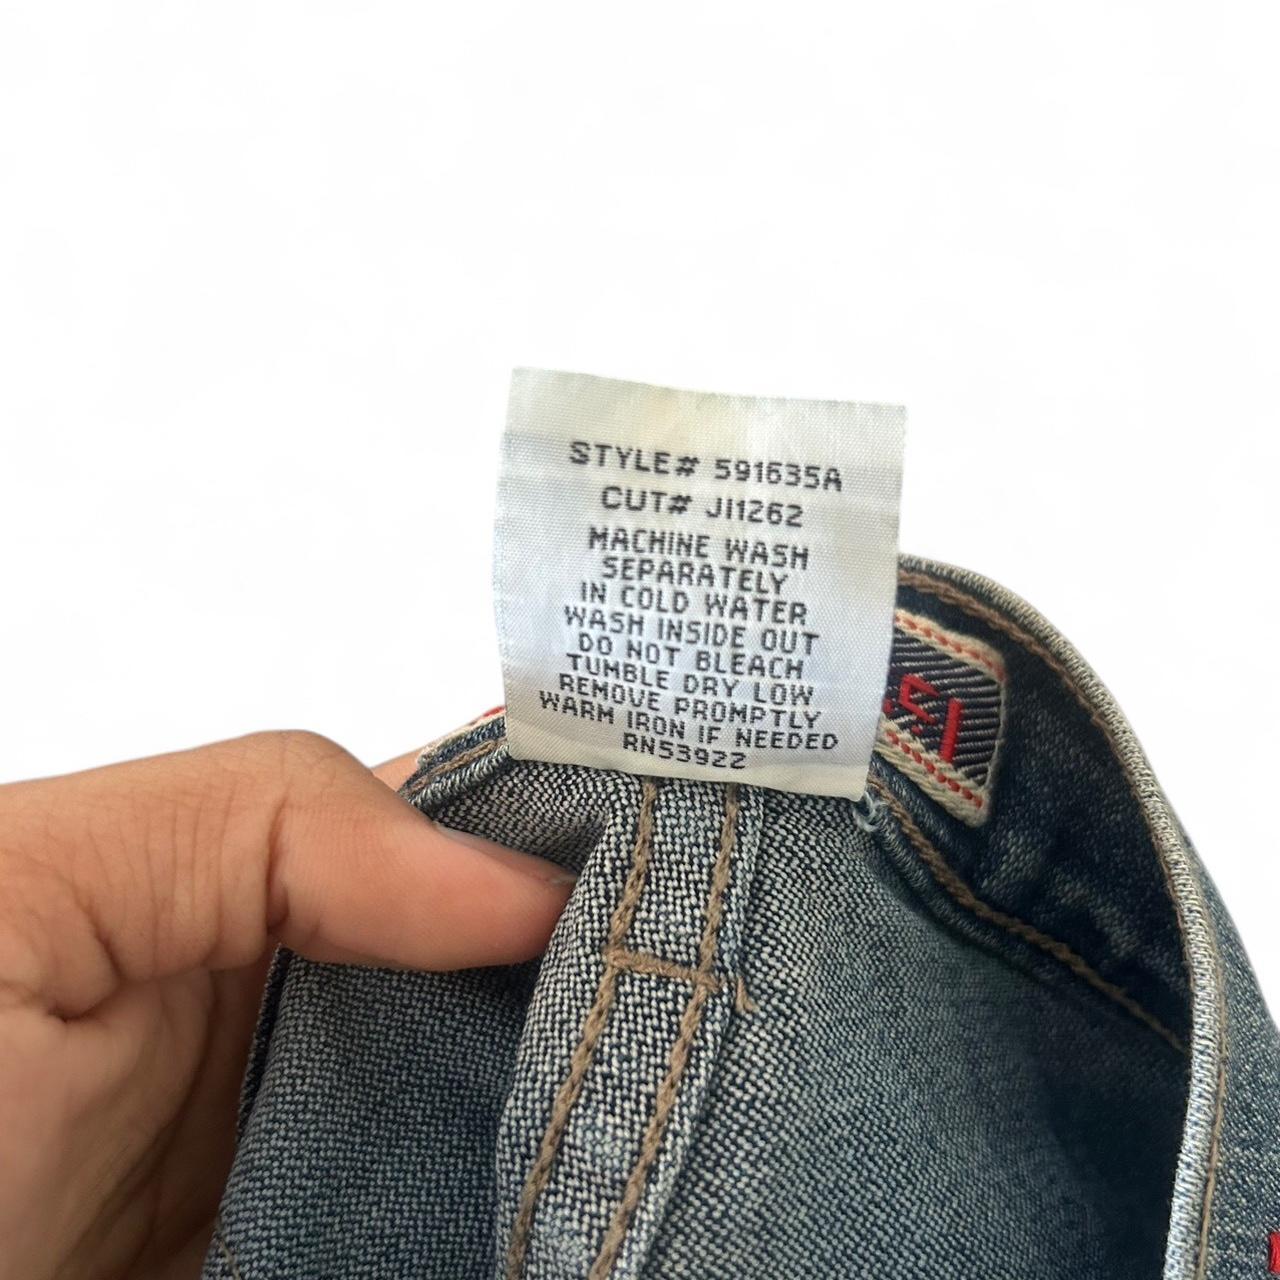 STYLE# 591635A
CUT# JI1262
MACHINE WASH
SEPARATELY
IN COLD WATER
WASH INSIDE OUT
DO NOT BLEACH
TUMBLE DRY LOW
REMOVE PROMPTLY
WARM IRON IF NEEDED
RN53922